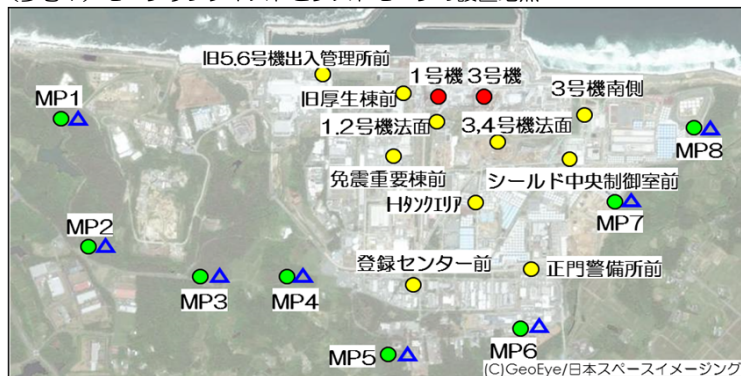 旧5.6号機出入管理所前
1号機
3号機
MP1
旧厚生棟前
3号機南側
1.2号機法面
3,4号機法面
MP8
免震重要棟前
シールド中央制御室前
Hﾀﾝｸｴﾘｱ
MP7
MP2
登録センター前
正門警備所前
MP3
MP4
MP5
MP6
(C)GeoEye/日本スペースイメージング